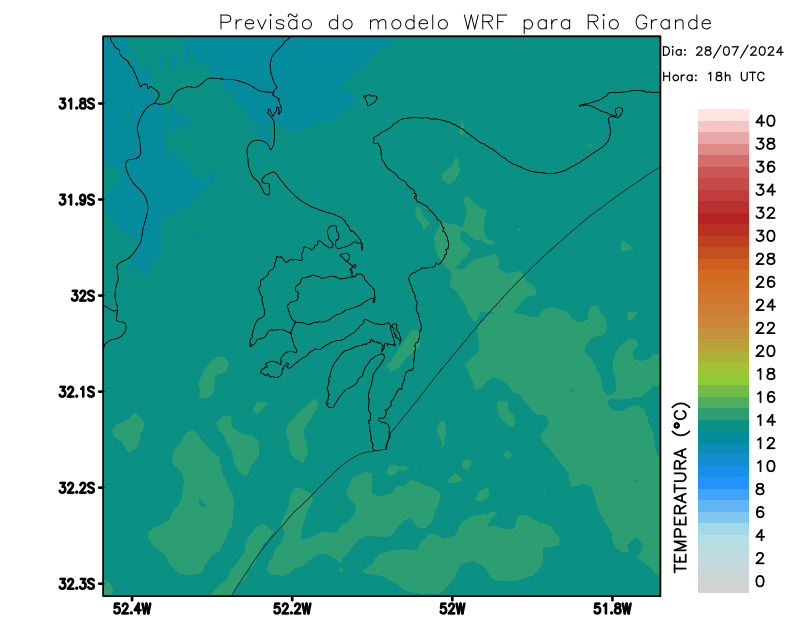 Previsão do modelo WRF para Rio Grande
Dia: 28/07/2024
Hora: 18h UTC
31.8S
31.9S
32S
32.1S
32.2S
32.3S
52.4W
52.2W
52W
51.8W
40
38
36
34
32
30
28
26
24
22
20
18
16
14
12
10
8
6
4
2
0
TEMPERATURA (°C)